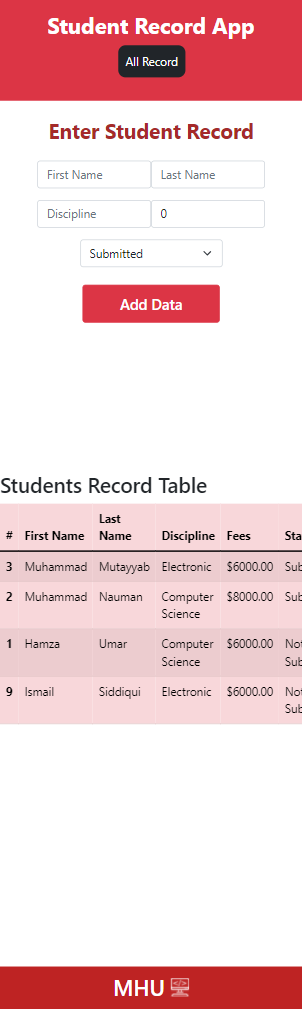 Student Record App
All Record
Enter Student Record
First Name Last Name
Discipline 0
Submitted
Add Data
Students Record Table
# First Name Last Name Discipline Fees Sta
3 Muhammad Mutayyab Electronic $6000.00 Sub
2 Muhammad Nauman Computer Science $8000.00 Sub
1 Hamza Umar Computer Science $6000.00 Not Sub
9 Ismail Siddiqui Electronic $6000.00 Not Sub
MHU